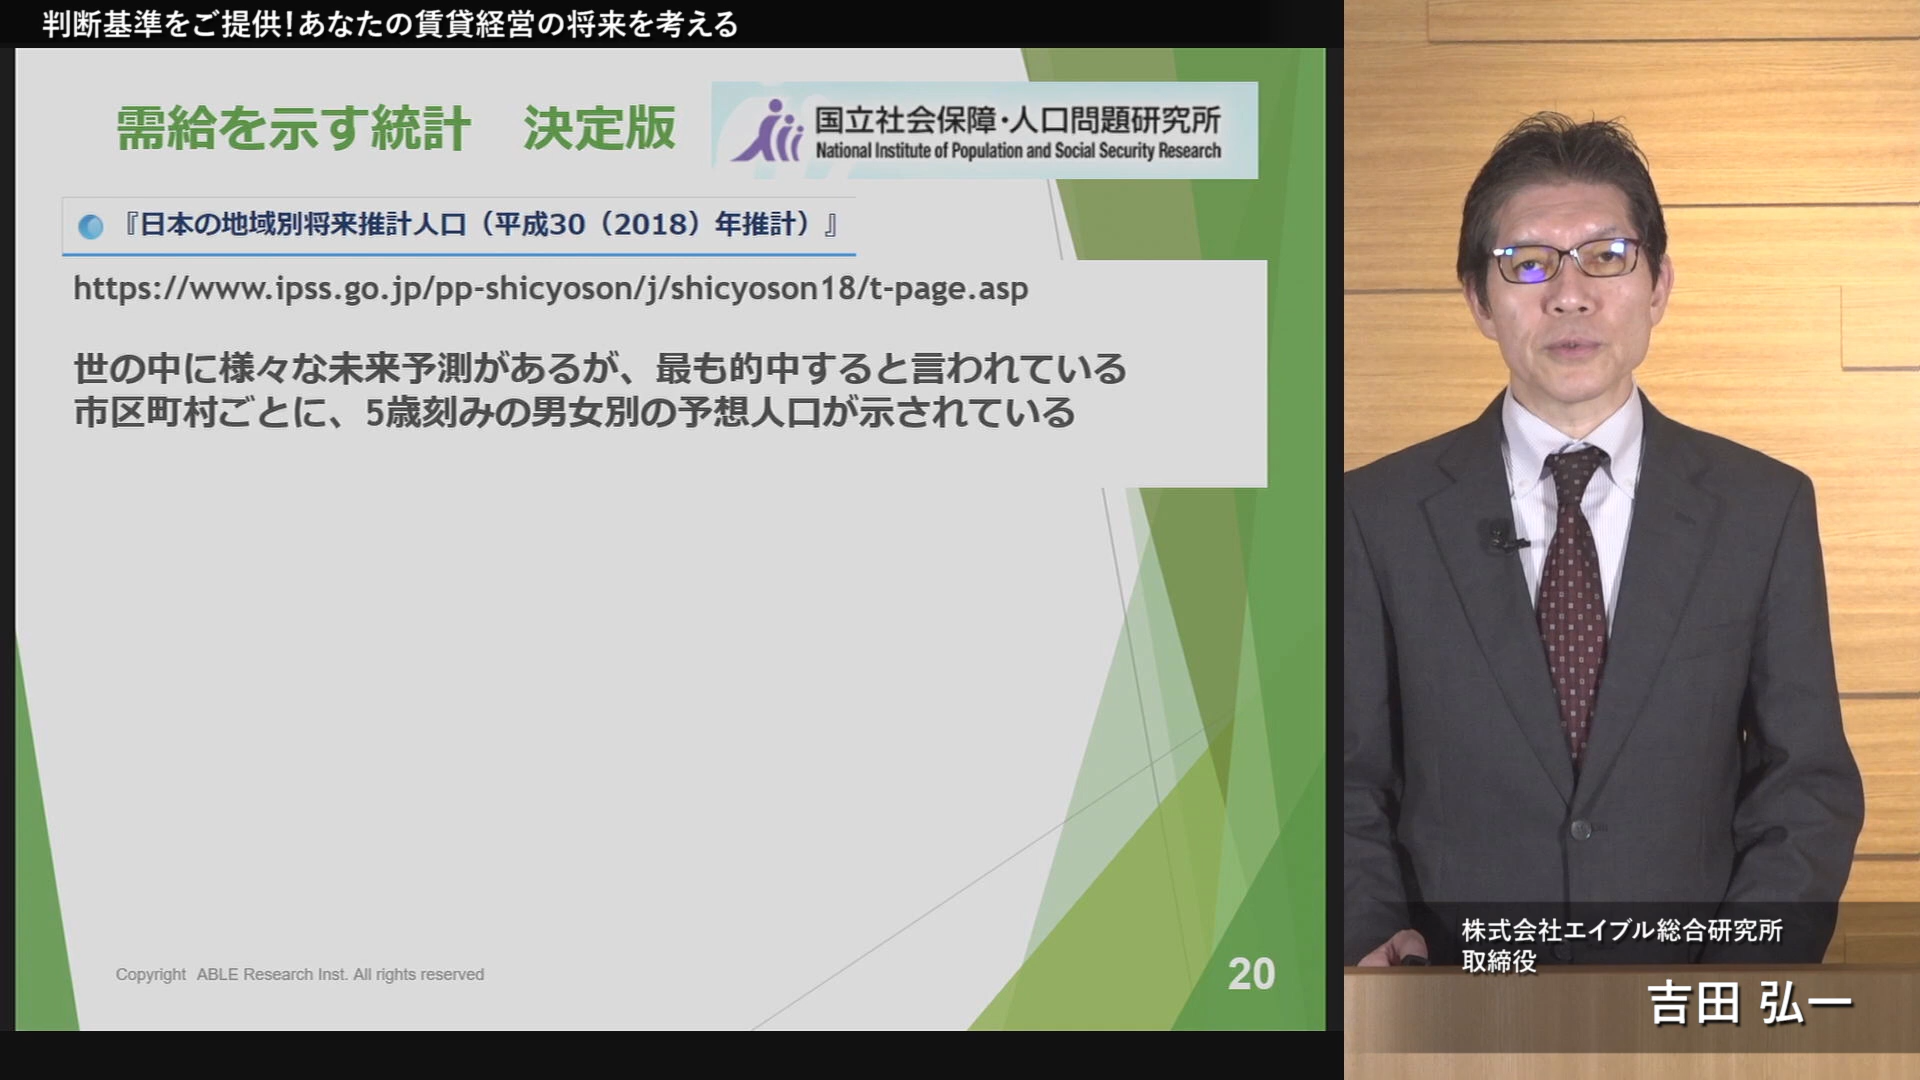 判断基準をご提供!あなたの賃貸経営の将来を考える
需給を示す統計　決定版
国立社会保障・人口問題研究所
National Institute of Population and Social Security Research
『日本の地域別将来推計人口（平成30（2018）年推計）』
https://www.ipss.go.jp/pp-shicyoson/j/shicyoson18/t-page.asp
世の中に様々な未来予測があるが、最も的中すると言われている
市区町村ごとに、5歳刻みの男女別の予想人口が示されている
Copyright ABLE Research Inst. All rights reserved
20
株式会社エイブル総合研究所
取締役
吉田 弘一